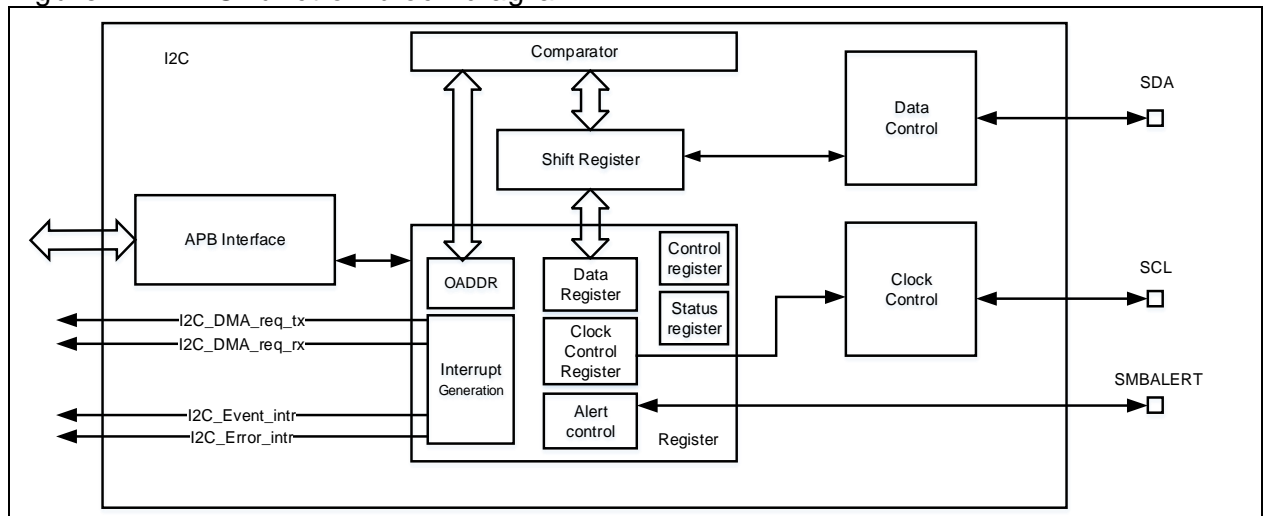 I2C
Comparator
Data
Control
SDA
Shift Register
APB Interface
Control
register
OADDR
Data
Register
Status
register
Clock
Control
SCL
I2C_DMA_req_tx
I2C_DMA_req_rx
Clock
Control
Register
Interrupt
Generation
SMBALERT
I2C_Event_intr
I2C_Error_intr
Alert
control
Register